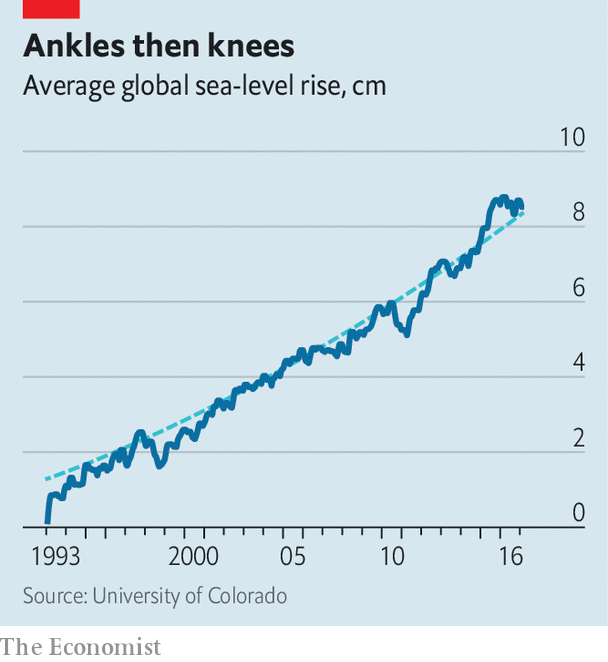 Ankles then knees
Average global sea-level rise, cm
10
8
6
4
2
0
1993 2000 05 10 16
Source: University of Colorado
The Economist